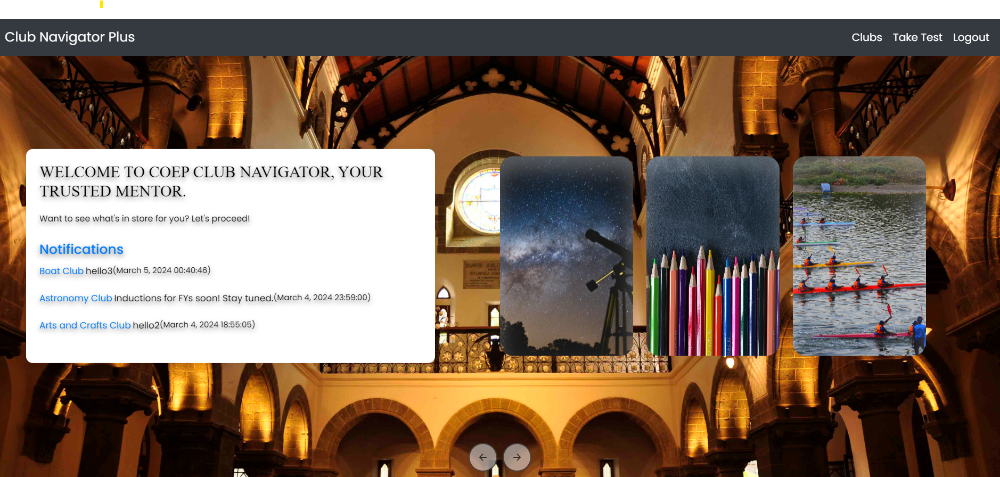 Club Navigator Plus
Clubs Take Test Logout
WELCOME TO COEP CLUB NAVIGATOR, YOUR
TRUSTED MENTOR.
Want to see what's in store for you? Let's proceed!
Notifications
Boat Club hello3(March 5, 2024 00:40:46)
Astronomy Club Inductions for FYs soon! Stay tuned.(March 4, 2024 23:59:00)
Arts and Crafts Club hello2(March 4, 2024 18:55:05)
DIAMOND JUBILEE